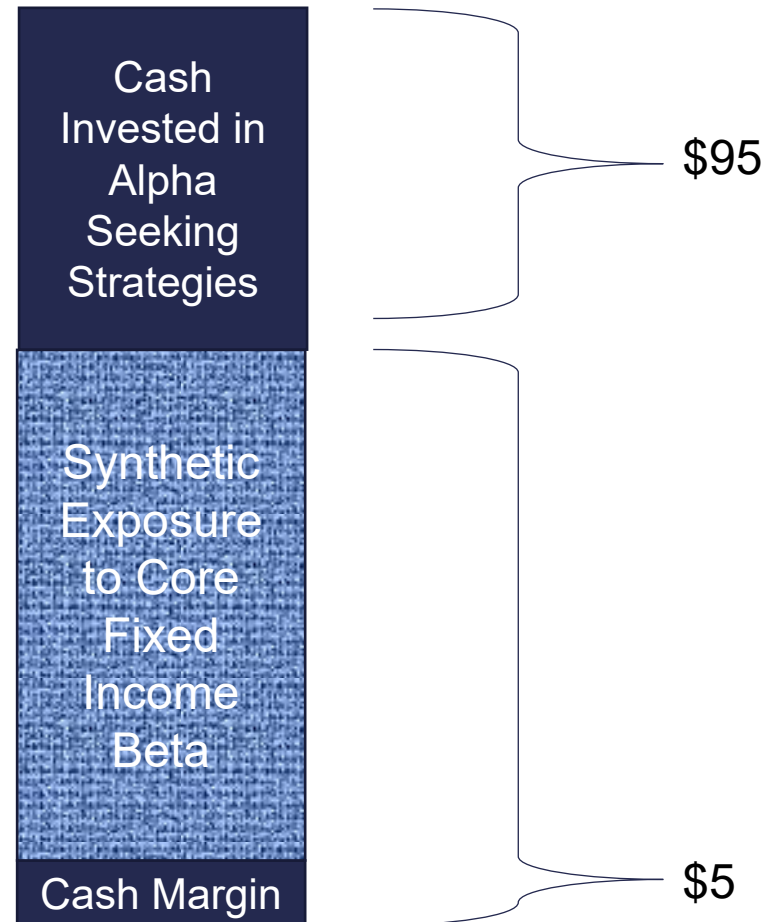 Cash
Invested in
Alpha
Seeking
Strategies
$95
Synthetic
Exposure
to Core
Fixed
Income
Beta
Cash Margin
$5